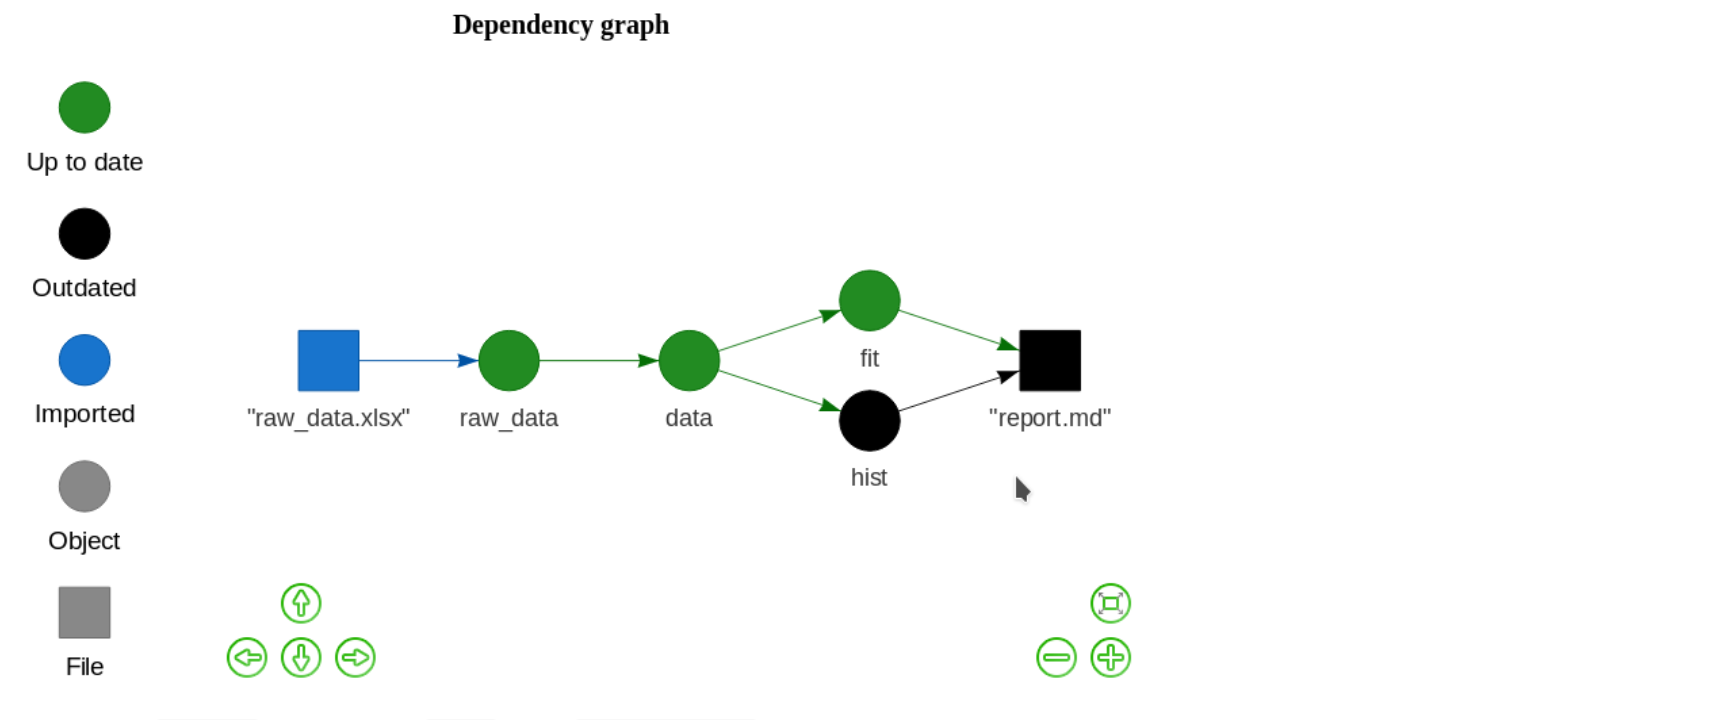 Dependency graph
Up to date
Outdated
Imported
Object
File
"raw_data.xlsx"
raw_data
data
fit
hist
"report.md"